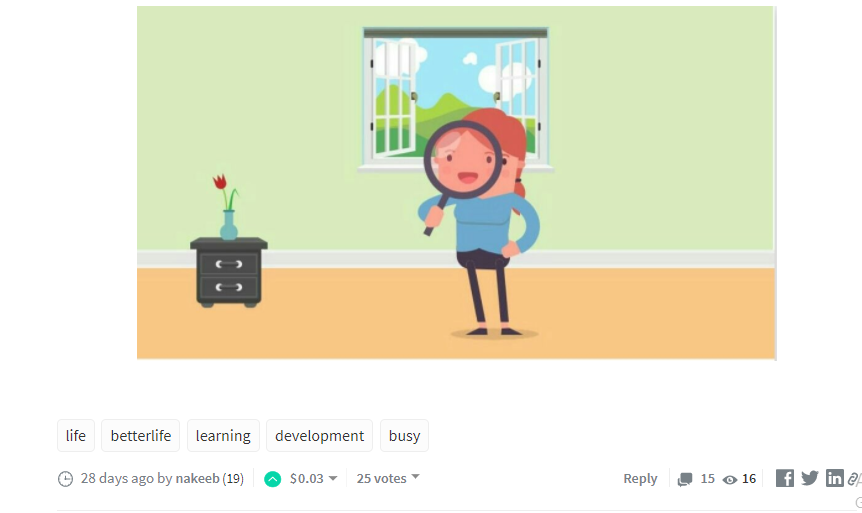 life betterlife learning development busy
28 days ago by nakeeb (19) $0.03 25 votes Reply 15 16